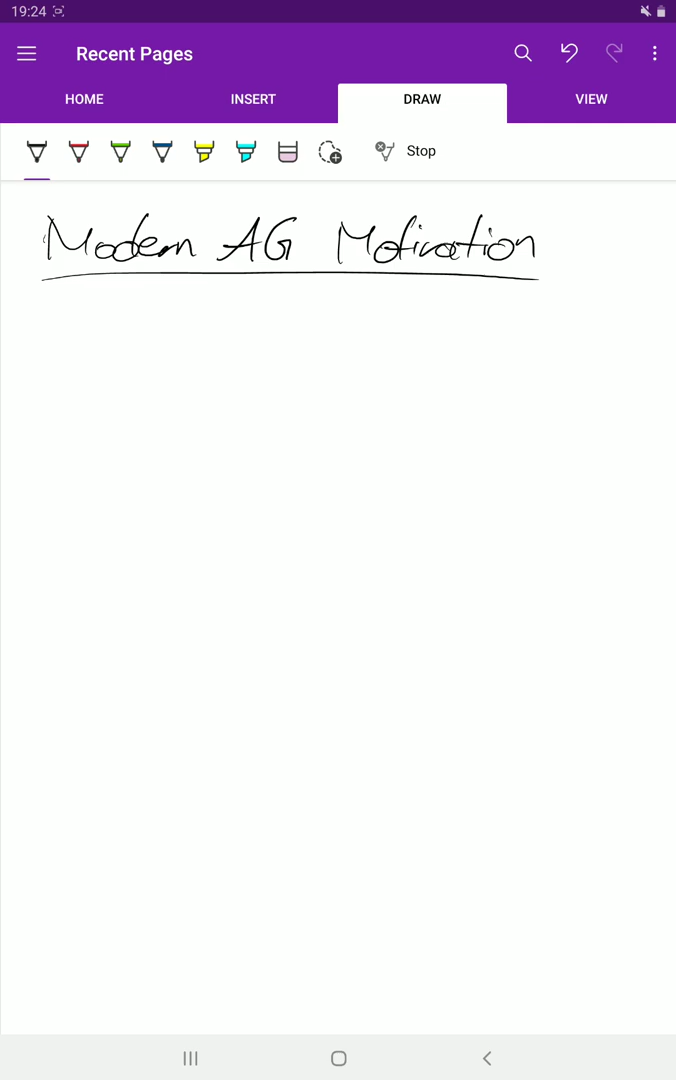 19:24
Recent Pages
HOME INSERT DRAW VIEW
Stop
Modern AG Motivation